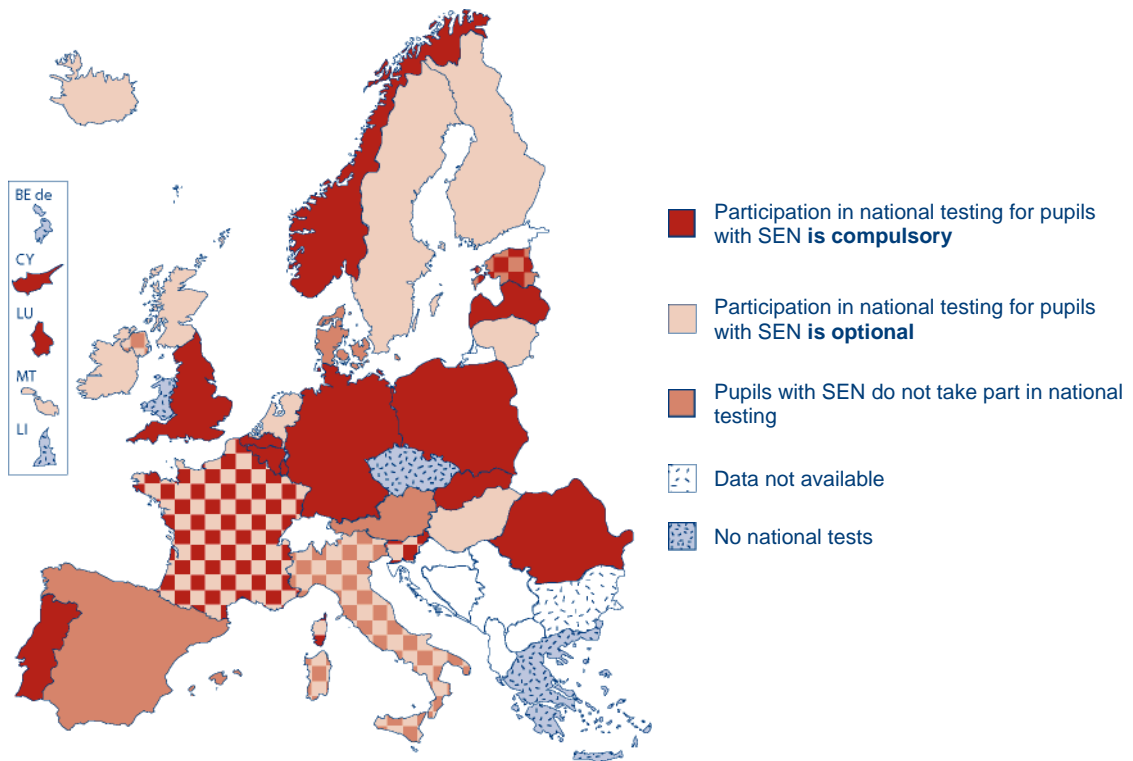 BE de
CY
LU
MT
LI
Participation in national testing for pupils
with SEN is compulsory
Participation in national testing for pupils
with SEN is optional
Pupils with SEN do not take part in national
testing
Data not available
No national tests